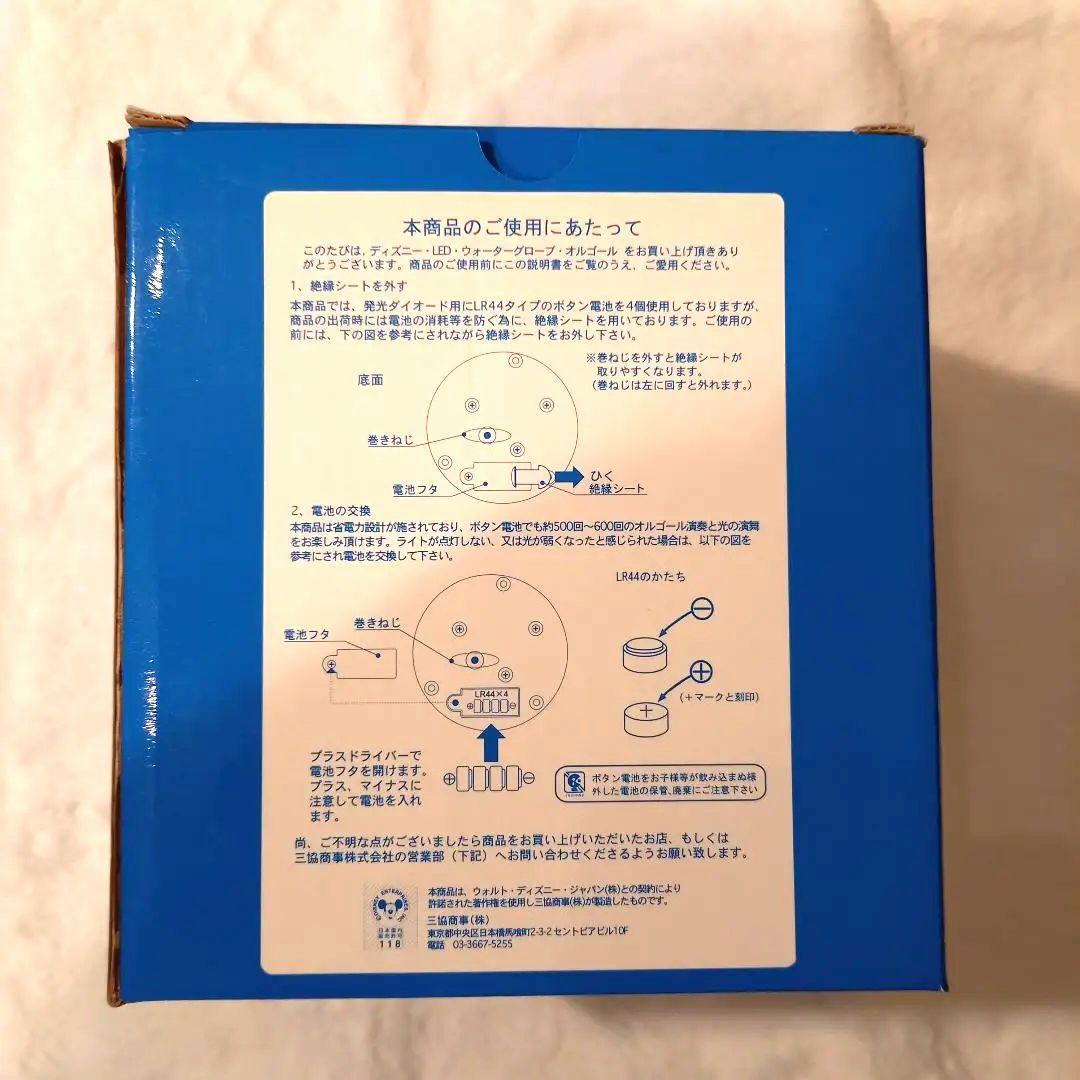 本商品のご使用にあたって
このたびは、ディズニー・LED・ウォーターグローブ・オルゴール をお買い上げ頂きあり
がとうございます。商品のご使用前にこの説明書をご覧のうえ、ご愛用ください。
1、絶縁シートを外す
本商品では、発光ダイオード用にLR44タイプのボタン電池を4個使用しておりますが、
商品の出荷時には電池の消耗等を防ぐ為に、絶縁シートを用いております。ご使用の
前には、下の図を参考にされながら絶縁シートをお外し下さい。
※巻ねじを外すと絶縁シートが
取りやすくなります。
(巻ねじは左に回すと外れます。)
底面
巻きねじ
電池フタ
ひく
絶縁シート
2、電池の交換
本商品は省電力設計が施されており、ボタン電池でも約500回～600回のオルゴール演奏と光の演舞
をお楽しみ頂けます。ライトが点灯しない、又は光が弱くなったと感じられた場合は、以下の図を
参考にされ電池を交換して下さい。
LR44のかたち
巻きねじ
電池フタ
LR44×4
(＋マークと刻印)
プラスドライバーで
電池フタを開けます。
プラス、マイナスに
注意して電池を入れ
ます。
ボタン電池をお子様等が飲み込まぬ様
外した電池の保管、廃棄にご注意下さい
尚、ご不明な点がございましたら商品をお買い上げいただいたお店、もしくは
三協商事株式会社の営業部（下記）へお問い合わせくださるようお願い致します。
本商品は、ウォルト・ディズニー・ジャパン(株)との契約により
許諾された著作権を使用し三協商事(株)が製造したものです。
三協商事(株)
東京都中央区日本橋馬喰町2-3-2 セントピアビル10F
電話 03-3667-5255
DISNEY ENTERPRISES, INC
日本国内
販売許可
118